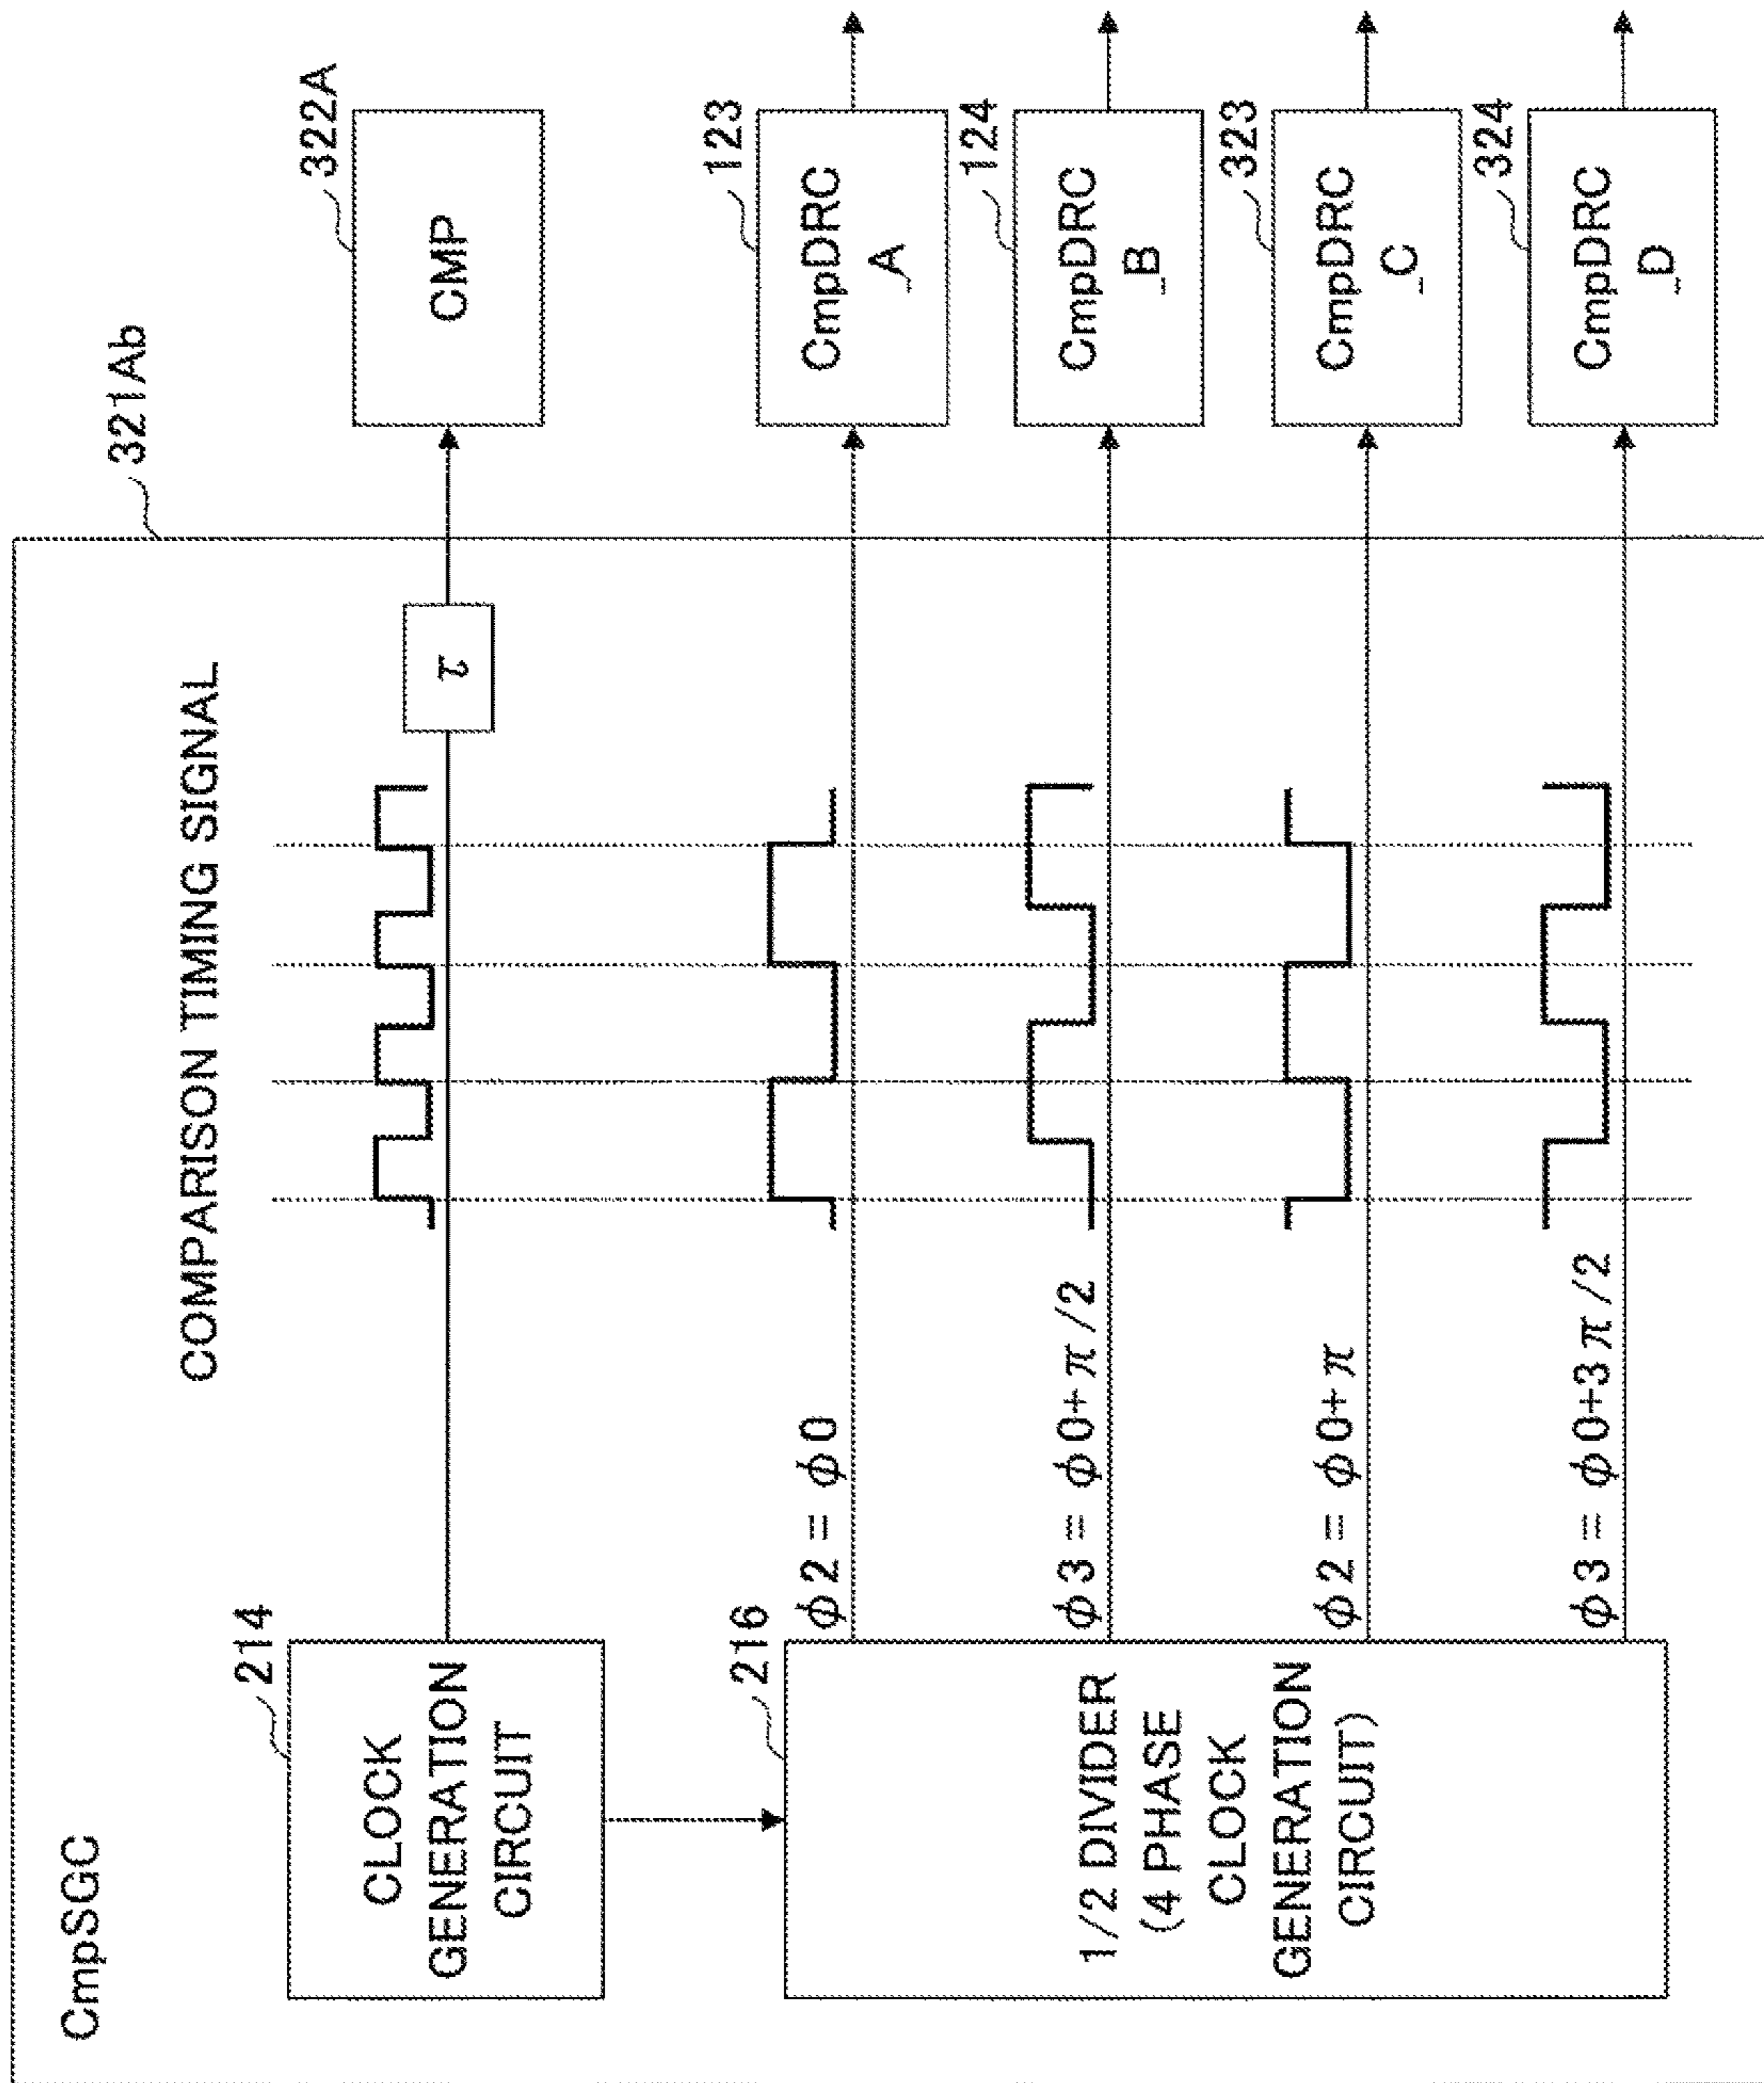 CmpSGC
321Ab
COMPARISON TIMING SIGNAL
214
CLOCK
GENERATION
CIRCUIT
τ
322A
CMP
216
1/2 DIVIDER
(4 PHASE
CLOCK
GENERATION
CIRCUIT)
ϕ2 = ϕ0
123
CmpDRC
_A
ϕ3 = ϕ0+π/2
124
CmpDRC
_B
ϕ2 = ϕ0+π
323
CmpDRC
_C
ϕ3 = ϕ0+3π/2
324
CmpDRC
_D